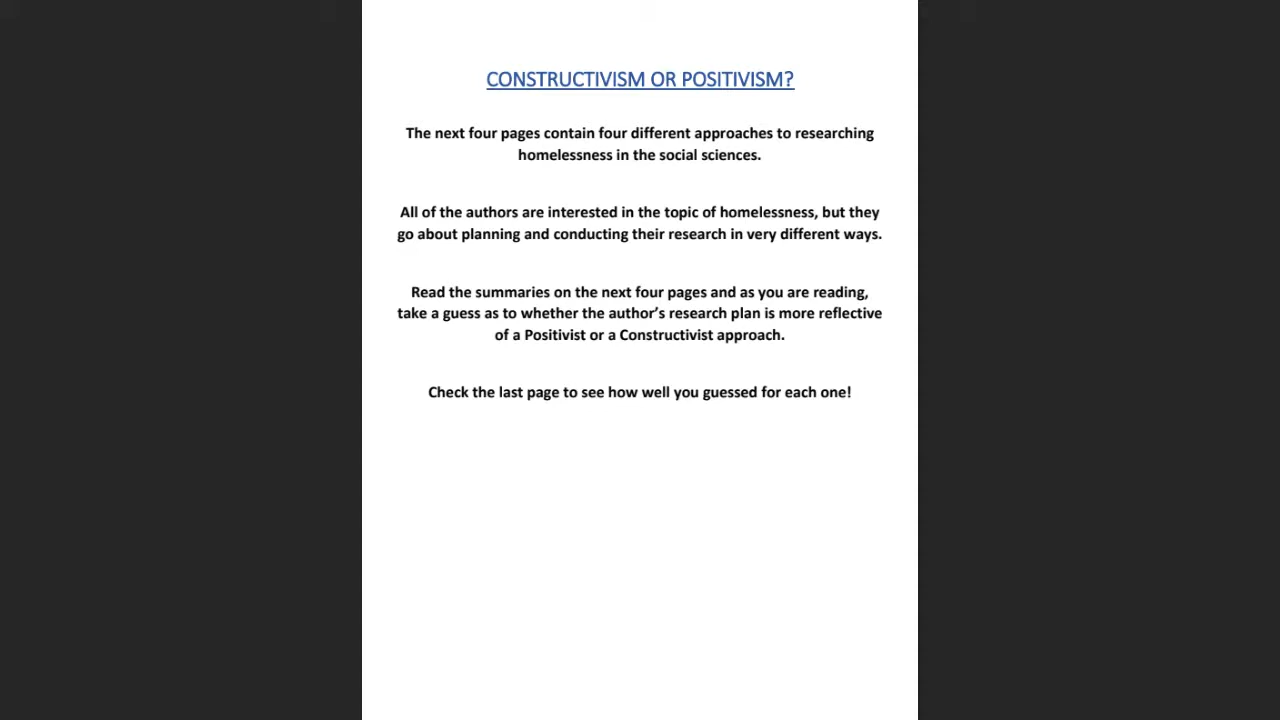 CONSTRUCTIVISM OR POSITIVISM?
The next four pages contain four different approaches to researching
homelessness in the social sciences.
All of the authors are interested in the topic of homelessness, but they
go about planning and conducting their research in very different ways.
Read the summaries on the next four pages and as you are reading,
take a guess as to whether the author’s research plan is more reflective
of a Positivist or a Constructivist approach.
Check the last page to see how well you guessed for each one!